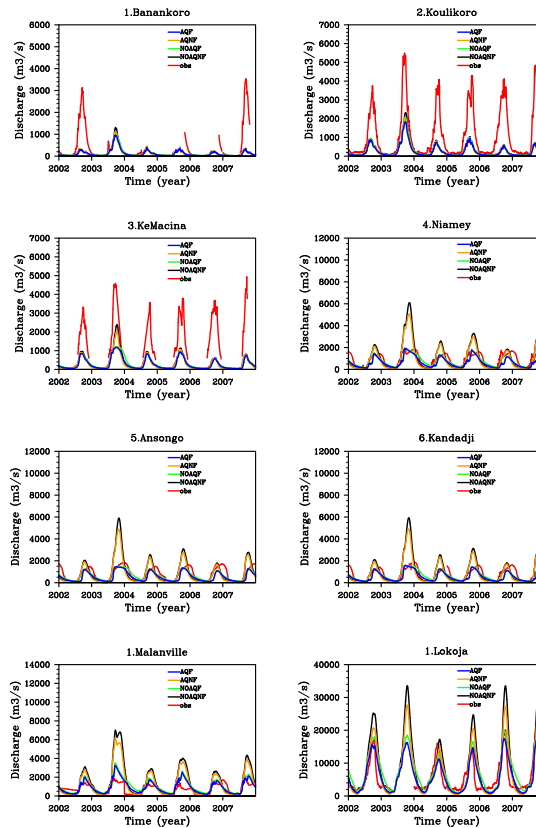 1.Banankoro
7000
6000
5000
4000
3000
2000
1000
0
Discharge (m3/s)
AQF
AQNF
NOAQF
NOAQNF
obs
2002 2003 2004 2005 2006 2007
Time (year)
2.Koulikoro
7000
6000
5000
4000
3000
2000
1000
0
Discharge (m3/s)
AQF
AQNF
NOAQF
NOAQNF
obs
2002 2003 2004 2005 2006 2007
Time (year)
3.KeMacina
7000
6000
5000
4000
3000
2000
1000
0
Discharge (m3/s)
AQF
AQNF
NOAQF
NOAQNF
obs
2002 2003 2004 2005 2006 2007
Time (year)
4.Niamey
12000
10000
8000
6000
4000
2000
0
Discharge (m3/s)
AQF
AQNF
NOAQF
NOAQNF
obs
2002 2003 2004 2005 2006 2007
Time (year)
5.Ansongo
12000
10000
8000
6000
4000
2000
0
Discharge (m3/s)
AQF
AQNF
NOAQF
NOAQNF
obs
2002 2003 2004 2005 2006 2007
Time (year)
6.Kandadji
12000
10000
8000
6000
4000
2000
0
Discharge (m3/s)
AQF
AQNF
NOAQF
NOAQNF
obs
2002 2003 2004 2005 2006 2007
Time (year)
1.Malanville
14000
12000
10000
8000
6000
4000
2000
0
Discharge (m3/s)
AQF
AQNF
NOAQF
NOAQNF
obs
2002 2003 2004 2005 2006 2007
Time (year)
1.Lokoja
40000
30000
20000
10000
0
Discharge (m3/s)
AQF
AQNF
NOAQF
NOAQNF
obs
2002 2003 2004 2005 2006 2007
Time (year)